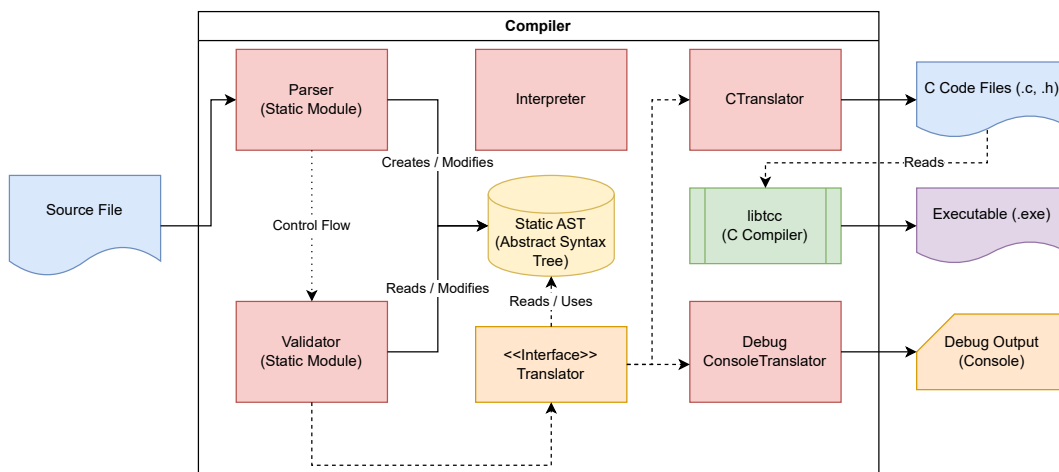 Compiler
Parser
(Static Module)
Interpreter
CTranslator
C Code Files (.c, .h)
Creates / Modifies
Reads
Source File
Control Flow
Static AST
(Abstract Syntax
Tree)
libtcc
(C Compiler)
Executable (.exe)
Reads / Modifies
Reads / Uses
Validator
(Static Module)
<<Interface>>
Translator
Debug
ConsoleTranslator
Debug Output
(Console)